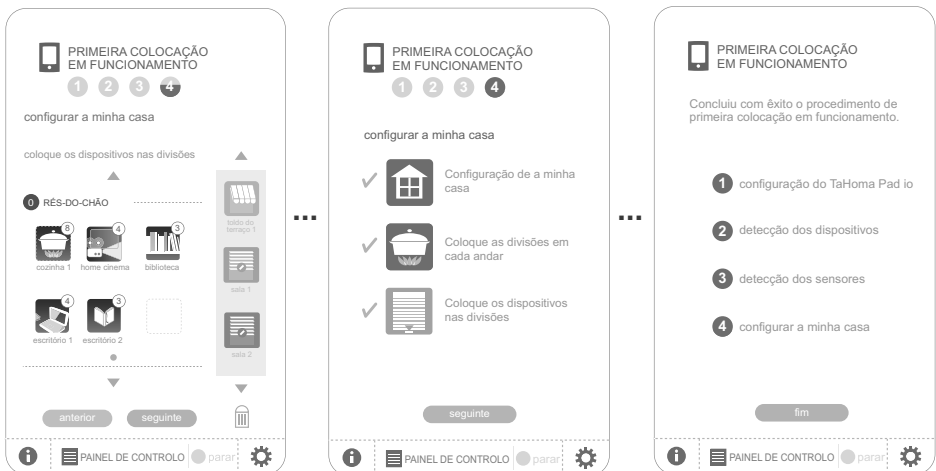 PRIMEIRA COLOCAÇÃO
EM FUNCIONAMENTO
1 2 3 4
configurar a minha casa
coloque os dispositivos nas divisões
0 RÉS-DO-CHÃO
8 4 3
cozinha 1 home cinema biblioteca
4 3
escritório 1 escritório 2
toldo do
terraço 1
sala 1
sala 2
anterior seguinte
PAINEL DE CONTROLO parar
...
PRIMEIRA COLOCAÇÃO
EM FUNCIONAMENTO
1 2 3 4
configurar a minha casa
Configuração de a minha
casa
Coloque as divisões em
cada andar
Coloque os dispositivos
nas divisões
seguinte
PAINEL DE CONTROLO parar
...
PRIMEIRA COLOCAÇÃO
EM FUNCIONAMENTO
Concluiu com êxito o procedimento de
primeira colocação em funcionamento.
1 configuração do TaHoma Pad io
2 detecção dos dispositivos
3 detecção dos sensores
4 configurar a minha casa
fim
PAINEL DE CONTROLO parar